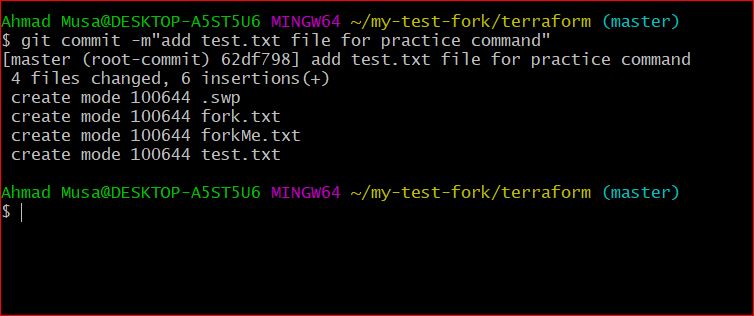 Ahmad Musa@DESKTOP-A5ST5U6 MINGW64 ~/my-test-fork/terraform (master)
$ git commit -m"add test.txt file for practice command"
[master (root-commit) 62df798] add test.txt file for practice command
 4 files changed, 6 insertions(+)
 create mode 100644 .swp
 create mode 100644 fork.txt
 create mode 100644 forkMe.txt
 create mode 100644 test.txt
Ahmad Musa@DESKTOP-A5ST5U6 MINGW64 ~/my-test-fork/terraform (master)
$